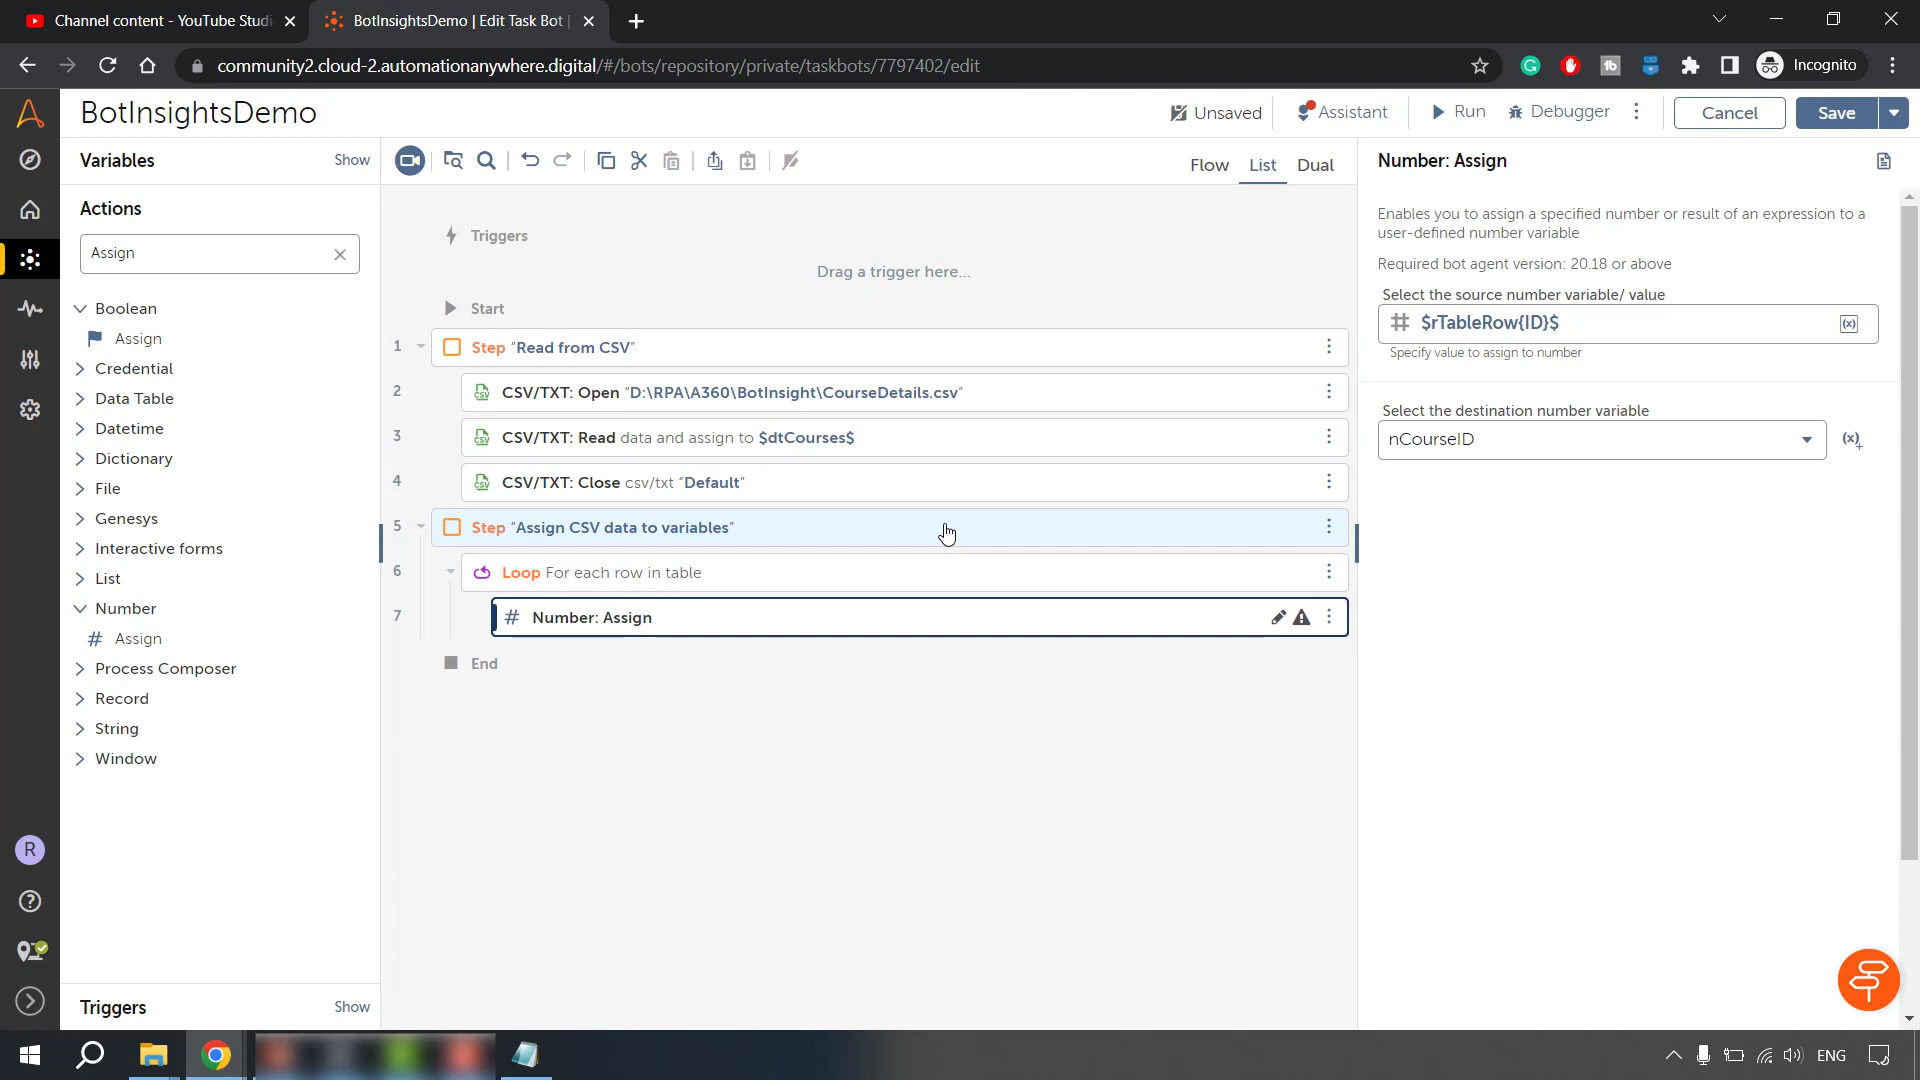 Channel content - YouTube Studi
BotInsightsDemo | Edit Task Bot |
community2.cloud-2.automationanywhere.digital/#/bots/repository/private/taskbots/7797402/edit
Incognito
BotInsightsDemo
Unsaved
Assistant
Run
Debugger
Cancel
Save
Variables
Show
Flow
List
Dual
Number: Assign
Actions
Assign
Boolean
Assign
Credential
Data Table
Datetime
Dictionary
File
Genesys
Interactive forms
List
Number
Assign
Process Composer
Record
String
Window
Triggers
Show
Triggers
Drag a trigger here...
Start
1 Step “Read from CSV”
2 CSV/TXT: Open “D:\RPA\A360\BotInsight\CourseDetails.csv”
3 CSV/TXT: Read data and assign to $dtCourses$
4 CSV/TXT: Close csv/txt “Default”
5 Step “Assign CSV data to variables”
6 Loop For each row in table
7 # Number: Assign
End
Enables you to assign a specified number or result of an expression to a
user-defined number variable
Required bot agent version: 20.18 or above
Select the source number variable/ value
$rTableRow{ID}$
(x)
Specify value to assign to number
Select the destination number variable
nCourseID
(x)+
R
ENG